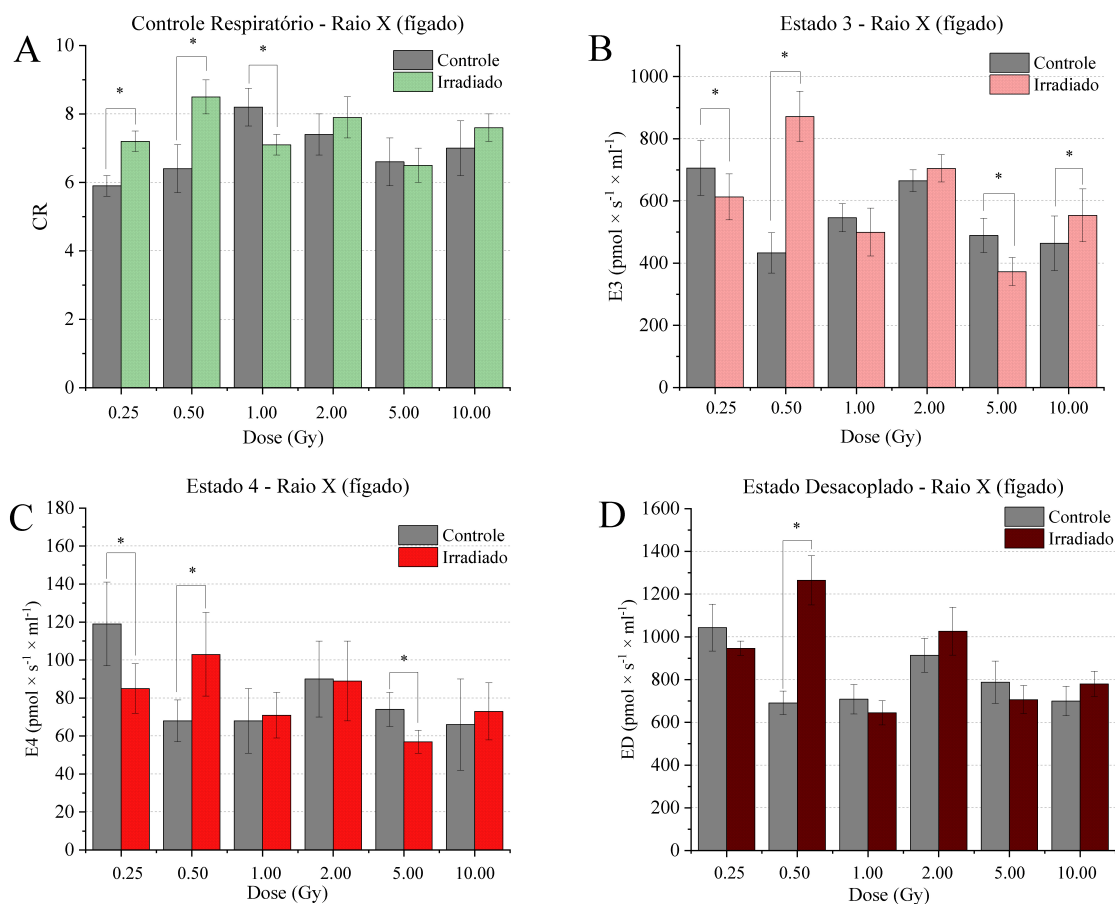 A
Controle Respiratório - Raio X (fígado)
Controle
Irradiado
*
*
*
10
8
6
4
2
0
CR
0.25 0.50 1.00 2.00 5.00 10.00
Dose (Gy)
B
Estado 3 - Raio X (fígado)
Controle
Irradiado
*
*
*
*
1000
800
600
400
200
0
E3 (pmol × s⁻¹ × ml⁻¹)
0.25 0.50 1.00 2.00 5.00 10.00
Dose (Gy)
C
Estado 4 - Raio X (fígado)
Controle
Irradiado
*
*
*
180
160
140
120
100
80
60
40
20
0
E4 (pmol × s⁻¹ × ml⁻¹)
0.25 0.50 1.00 2.00 5.00 10.00
Dose (Gy)
D
Estado Desacoplado - Raio X (fígado)
Controle
Irradiado
*
1600
1400
1200
1000
800
600
400
200
0
ED (pmol × s⁻¹ × ml⁻¹)
0.25 0.50 1.00 2.00 5.00 10.00
Dose (Gy)